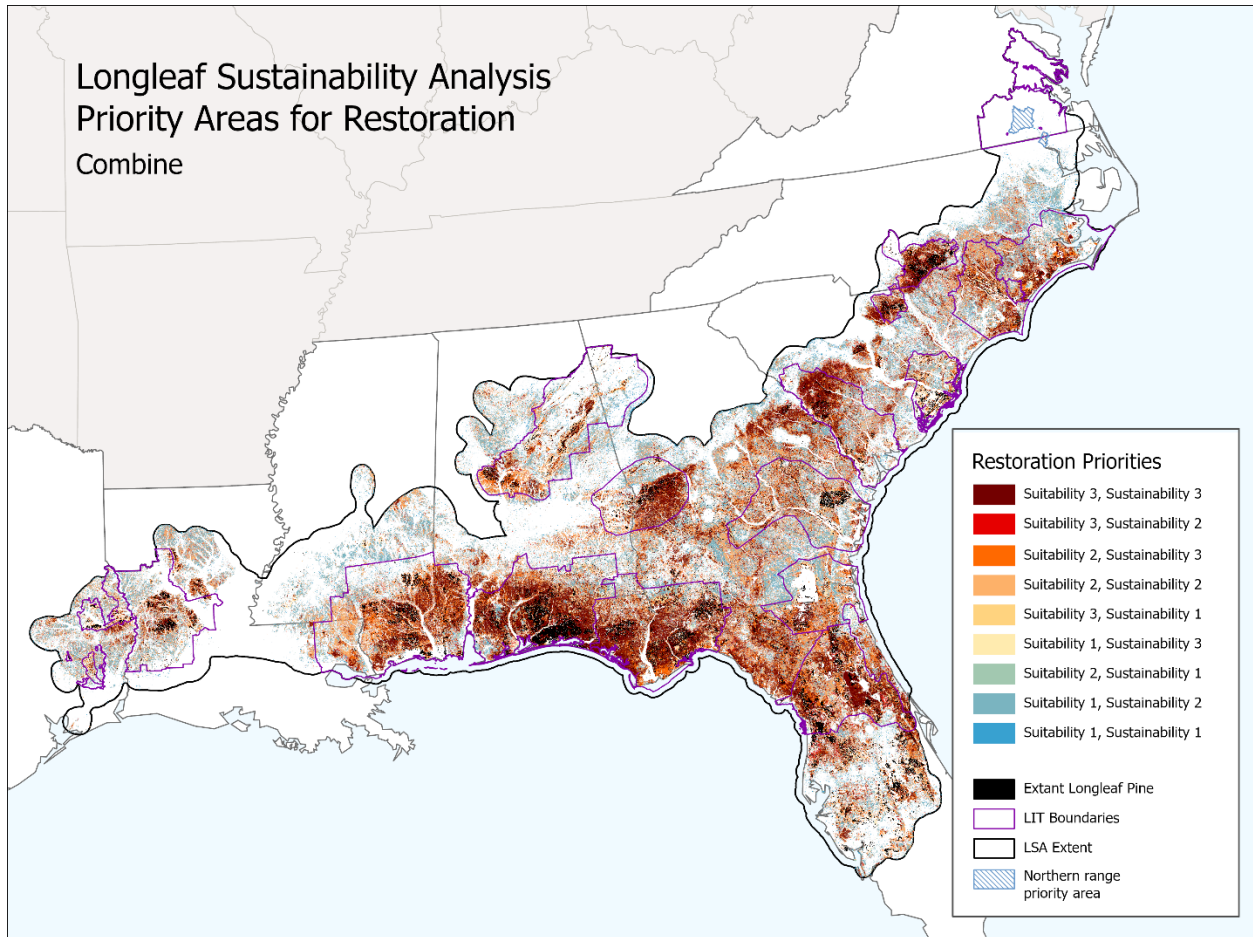 Longleaf Sustainability Analysis
Priority Areas for Restoration
Combine
Restoration Priorities
Suitability 3, Sustainability 3
Suitability 3, Sustainability 2
Suitability 2, Sustainability 3
Suitability 2, Sustainability 2
Suitability 3, Sustainability 1
Suitability 1, Sustainability 3
Suitability 2, Sustainability 1
Suitability 1, Sustainability 2
Suitability 1, Sustainability 1
Extant Longleaf Pine
LIT Boundaries
LSA Extent
Northern range
priority area